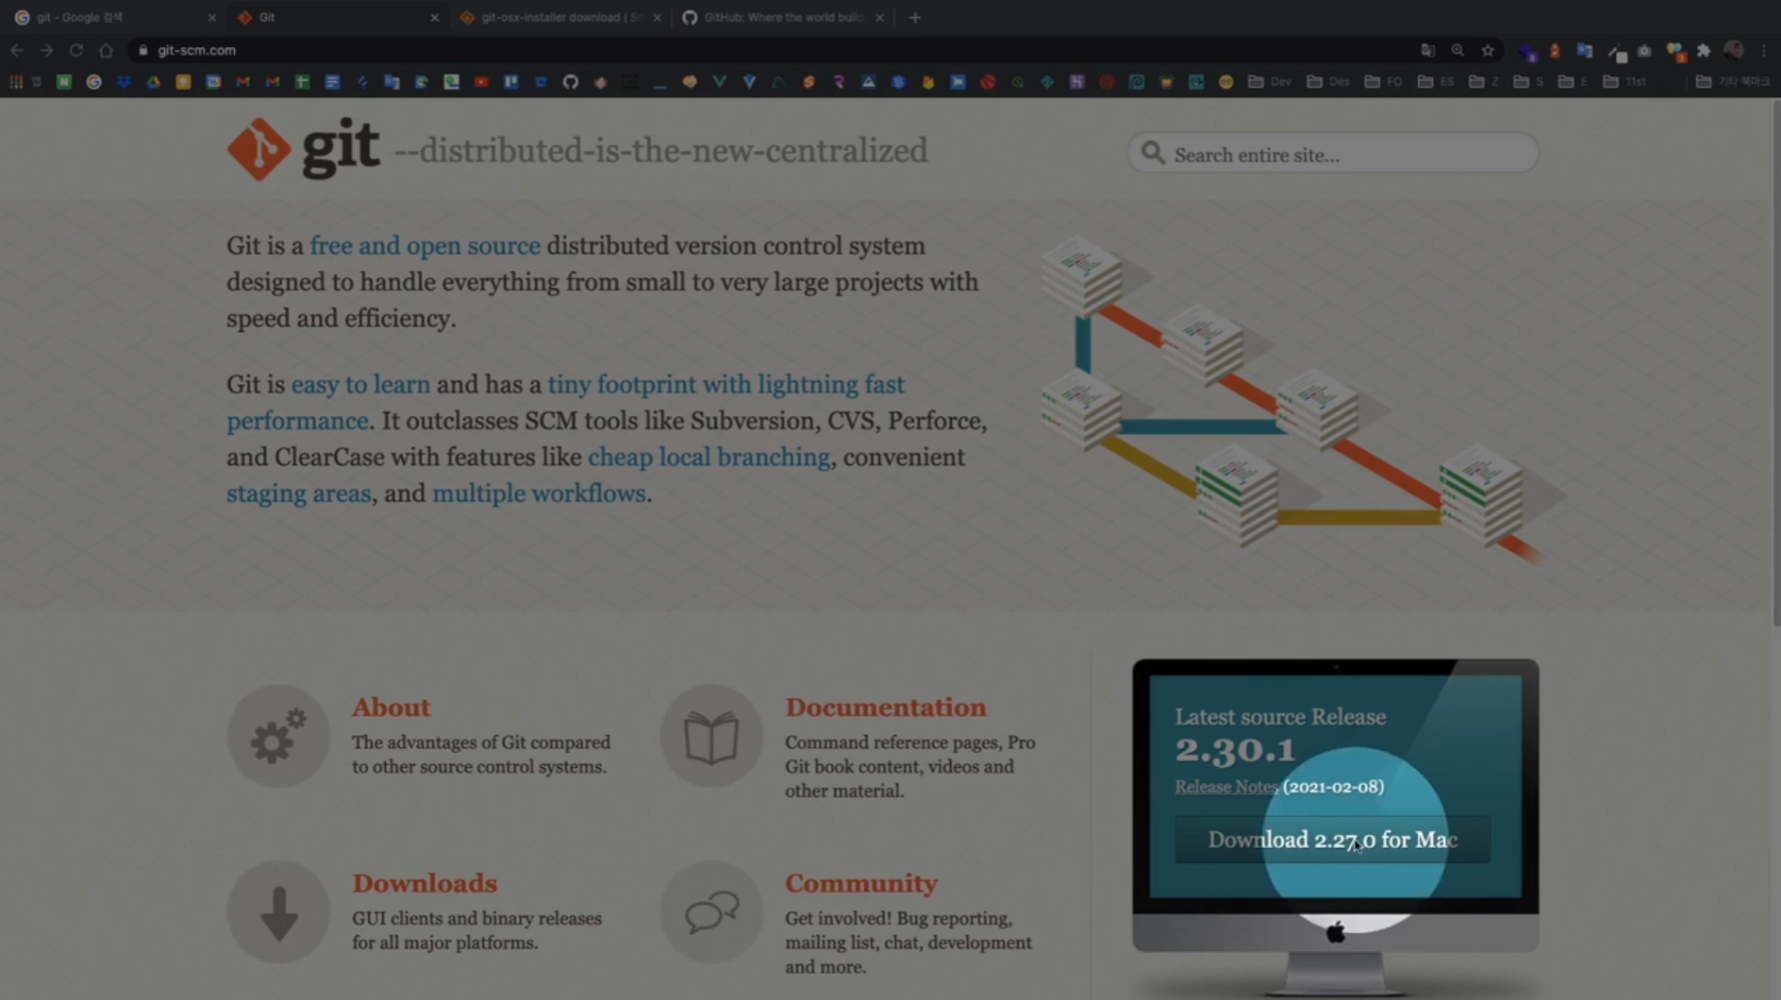 git - Google 검색
Git
git-osx-installer download | So
GitHub: Where the world build
git-scm.com
Dev
Des
FO
ES
Z
S
E
11st
기타 북마크
git --distributed-is-the-new-centralized
Search entire site...
Git is a free and open source distributed version control system
designed to handle everything from small to very large projects with
speed and efficiency.
Git is easy to learn and has a tiny footprint with lightning fast
performance. It outclasses SCM tools like Subversion, CVS, Perforce,
and ClearCase with features like cheap local branching, convenient
staging areas, and multiple workflows.
About
The advantages of Git compared
to other source control systems.
Documentation
Command reference pages, Pro
Git book content, videos and
other material.
Latest source Release
2.30.1
Release Notes (2021-02-08)
Download 2.27.0 for Mac
Downloads
GUI clients and binary releases
for all major platforms.
Community
Get involved! Bug reporting,
mailing list, chat, development
and more.